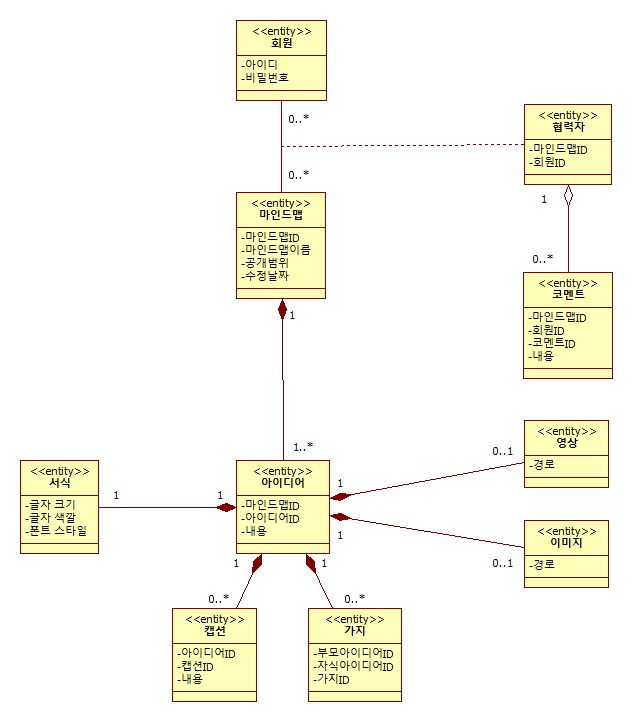 <<entity>>
회원
-아이디
-비밀번호
0..*
0..*
<<entity>>
협력자
-마인드맵ID
-회원ID
1
0..*
<<entity>>
마인드맵
-마인드맵ID
-마인드맵이름
-공개범위
-수정날짜
1
1..*
<<entity>>
코멘트
-마인드맵ID
-회원ID
-코멘트ID
-내용
<<entity>>
영상
-경로
0..1
1
<<entity>>
서식
-글자 크기
-글자 색깔
-폰트 스타일
1
1
<<entity>>
아이디어
-마인드맵ID
-아이디어ID
-내용
1
0..1
<<entity>>
이미지
-경로
1
1
0..*
0..*
<<entity>>
캡션
-아이디어ID
-캡션ID
-내용
<<entity>>
가지
-부모아이디어ID
-자식아이디어ID
-가지ID